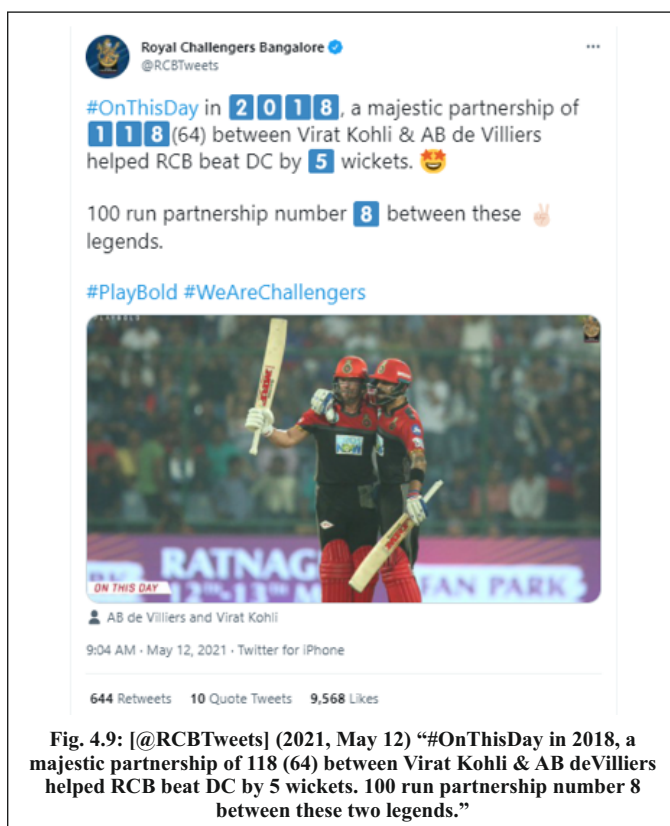 Royal Challengers Bangalore
@RCBTweets
#OnThisDay in 2018, a majestic partnership of
118(64) between Virat Kohli & AB de Villiers
helped RCB beat DC by 5 wickets. 🤩
100 run partnership number 8 between these ✌🏻
legends.
#PlayBold #WeAreChallengers
RATNAG
12TH-13TH M
FAN PARK
ON THIS DAY
AB de Villiers and Virat Kohli
9:04 AM · May 12, 2021 · Twitter for iPhone
644 Retweets 10 Quote Tweets 9,568 Likes
Fig. 4.9: [@RCBTweets] (2021, May 12) “#OnThisDay in 2018, a
majestic partnership of 118 (64) between Virat Kohli & AB deVilliers
helped RCB beat DC by 5 wickets. 100 run partnership number 8
between these two legends.”